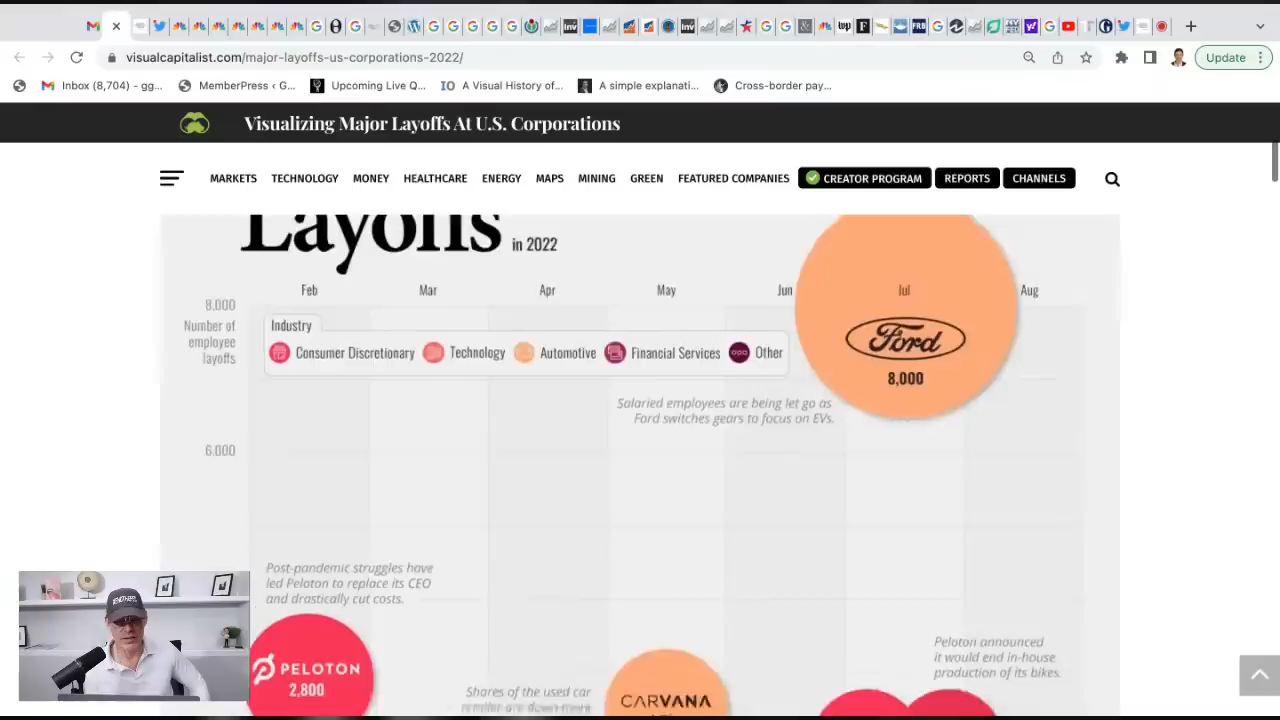 visualcapitalist.com/major-layoffs-us-corporations-2022/
Update
Inbox (8,704) - gg...
MemberPress ‹ G...
Upcoming Live Q...
IO A Visual History of...
A simple explanati...
Cross-border pay...
Visualizing Major Layoffs At U.S. Corporations
MARKETS TECHNOLOGY MONEY HEALTHCARE ENERGY MAPS MINING GREEN FEATURED COMPANIES CREATOR PROGRAM REPORTS CHANNELS
Layoffs in 2022
Feb Mar Apr May Jun Jul Aug
8,000
Number of
employee
layoffs
Industry
Consumer Discretionary Technology Automotive Financial Services Other
Ford
8,000
Salaried employees are being let go as
Ford switches gears to focus on EVs.
6,000
Post-pandemic struggles have
led Peloton to replace its CEO
and drastically cut costs.
PELOTON
2,800
Shares of the used car
CARVANA
Peloton announced
it would end in-house
production of its bikes.